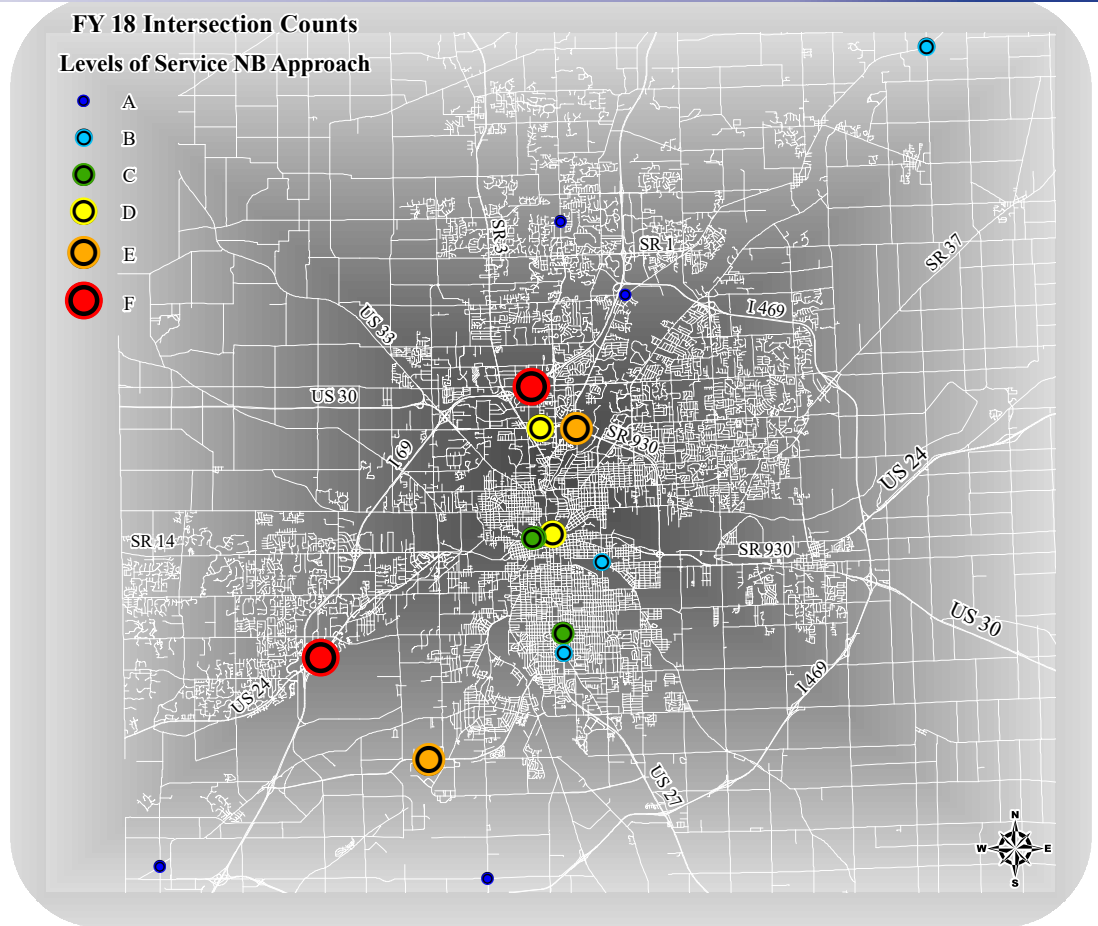 FY 18 Intersection Counts
Levels of Service NB Approach
A
B
C
D
E
F
SR 3
SR 1
SR 37
I 469
US 33
US 30
SR 930
I 69
US 24
SR 14
SR 930
US 30
I 469
US 24
US 27
N
W
E
S